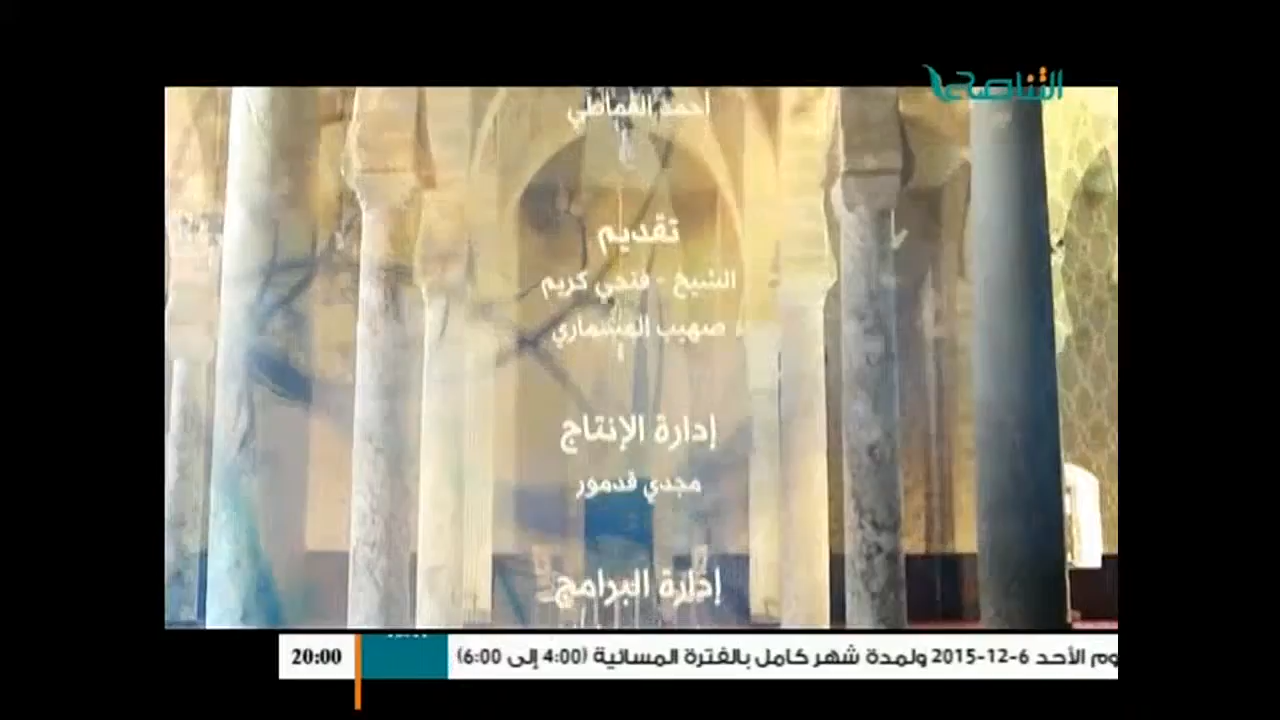 التناصح
أحمد القماطي
تقديم
الشيخ - فتحي كريم
صهيب المسماري
إدارة الإنتاج
مجدي قدمور
إدارة البرامج
وم الأحد 6-12-2015 ولمدة شهر كامل بالفترة المسائية (4:00 إلى 6:00)
20:00